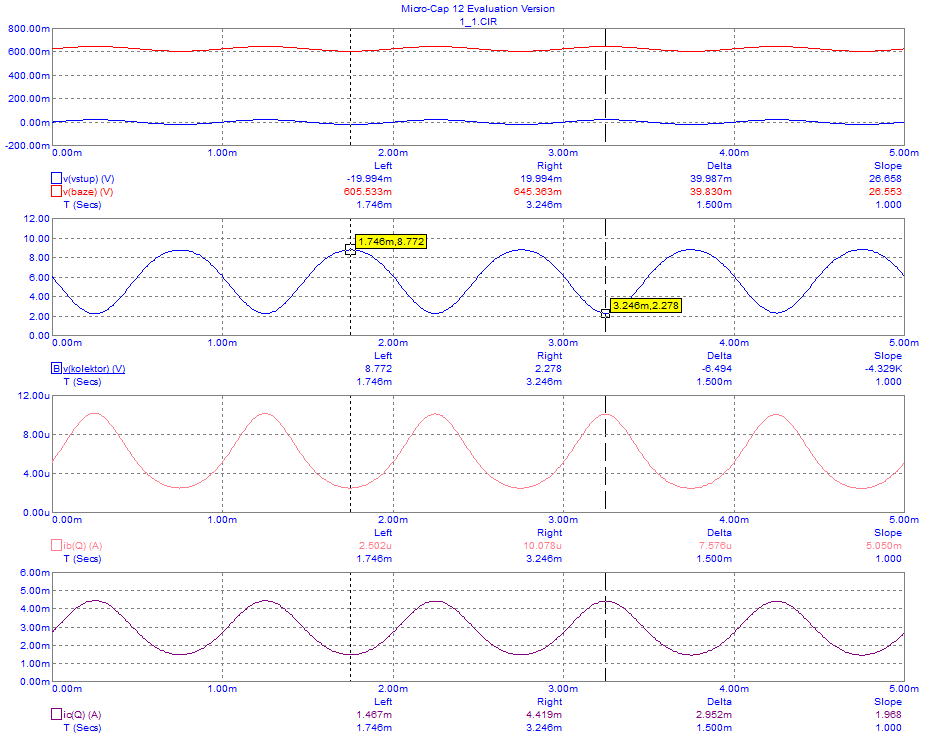 Micro-Cap 12 Evaluation Version
1_1.CIR
800.00m
600.00m
400.00m
200.00m
0.00m
-200.00m
0.00m 1.00m 2.00m 3.00m 4.00m 5.00m
Left Right Delta Slope
v(vstup) (V) -19.994m 19.994m 39.987m 26.658
v(baze) (V) 605.533m 645.363m 39.830m 26.553
T (Secs) 1.746m 3.246m 1.500m 1.000
12.00
10.00
8.00
6.00
4.00
2.00
0.00
1.746m,8.772
3.246m,2.278
0.00m 1.00m 2.00m 3.00m 4.00m 5.00m
Left Right Delta Slope
B v(kolektor) (V) 8.772 2.278 -6.494 -4.329K
T (Secs) 1.746m 3.246m 1.500m 1.000
12.00u
8.00u
4.00u
0.00u
0.00m 1.00m 2.00m 3.00m 4.00m 5.00m
Left Right Delta Slope
ib(Q) (A) 2.502u 10.078u 7.576u 5.050m
T (Secs) 1.746m 3.246m 1.500m 1.000
6.00m
5.00m
4.00m
3.00m
2.00m
1.00m
0.00m
0.00m 1.00m 2.00m 3.00m 4.00m 5.00m
Left Right Delta Slope
ic(Q) (A) 1.467m 4.419m 2.952m 1.968
T (Secs) 1.746m 3.246m 1.500m 1.000